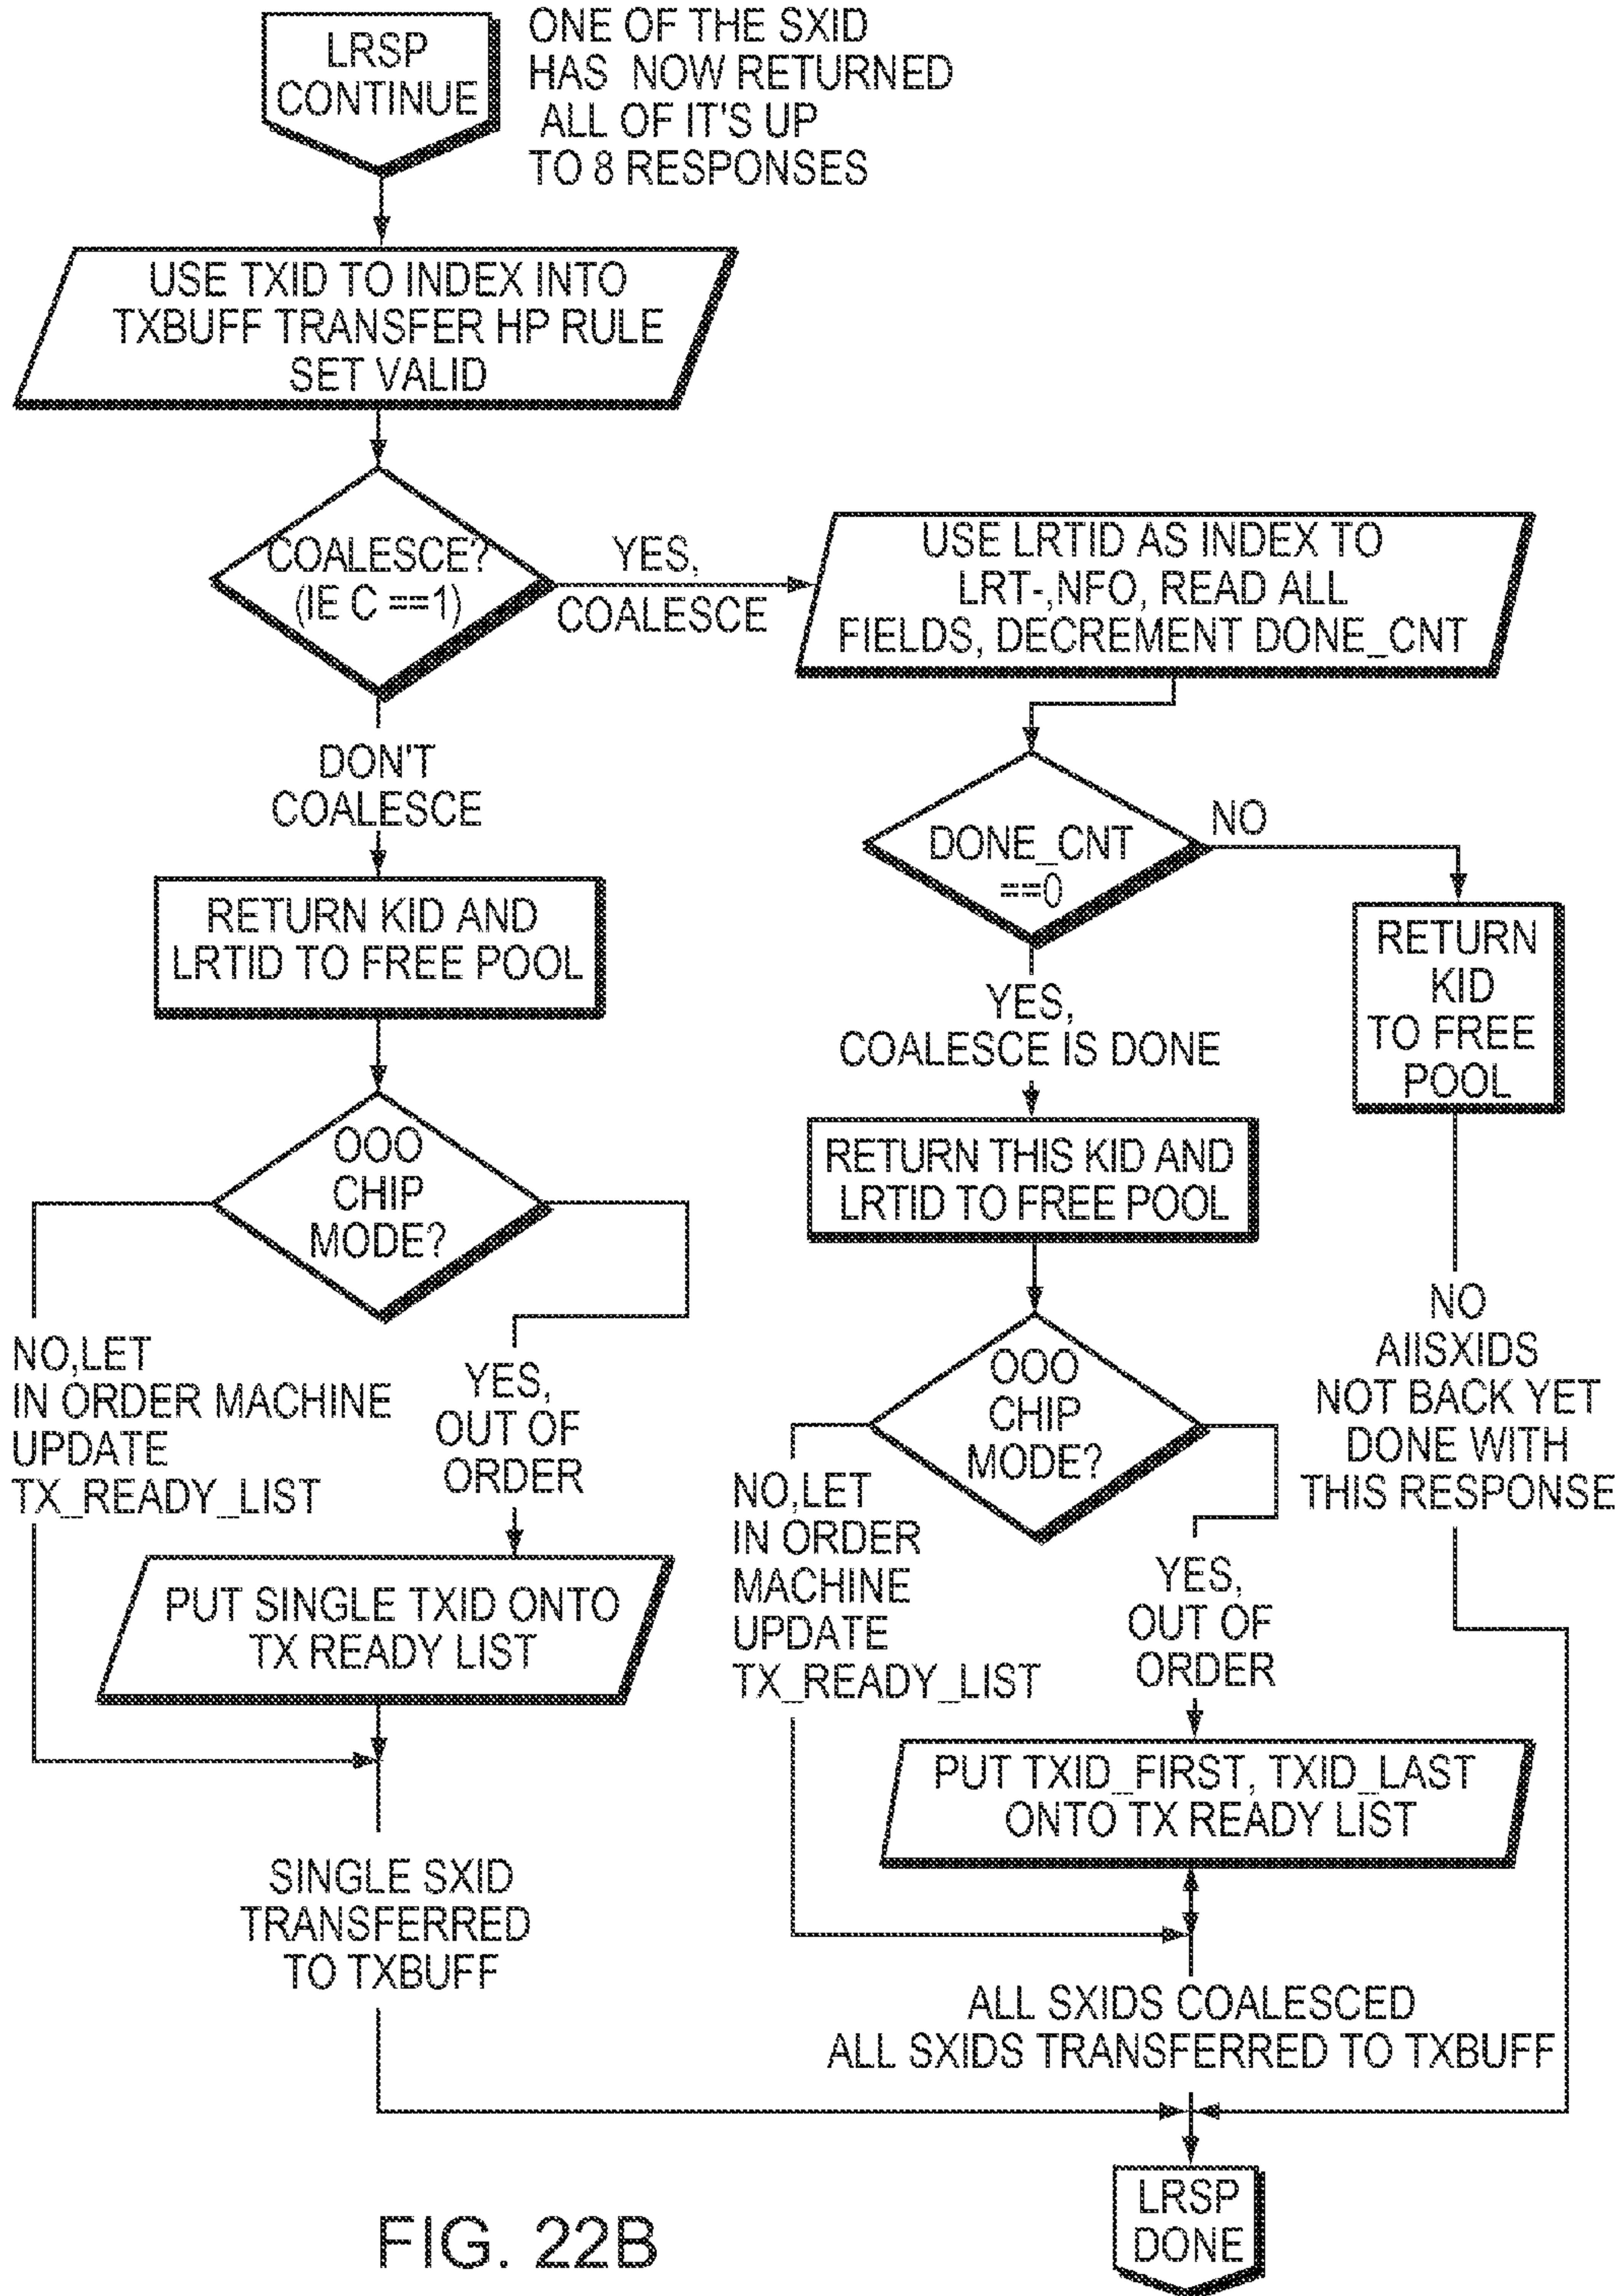 LRSP
CONTINUE
ONE OF THE SXID
HAS NOW RETURNED
ALL OF IT'S UP
TO 8 RESPONSES
USE TXID TO INDEX INTO
TXBUFF TRANSFER HP RULE
SET VALID
COALESCE?
(IE C ==1)
YES,
COALESCE
USE LRTID AS INDEX TO
LRT-,NFO, READ ALL
FIELDS, DECREMENT DONE_CNT
DON'T
COALESCE
DONE_CNT
==0
NO
RETURN KID AND
LRTID TO FREE POOL
RETURN
KID
TO FREE
POOL
YES,
COALESCE IS DONE
OOO
CHIP
MODE?
RETURN THIS KID AND
LRTID TO FREE POOL
NO,LET
IN ORDER MACHINE
UPDATE
TX_READY_LIST
YES,
OUT OF
ORDER
OOO
CHIP
MODE?
NO
AIISXIDS
NOT BACK YET
DONE WITH
THIS RESPONSE
NO,LET
IN ORDER
MACHINE
UPDATE
TX_READY_LIST
YES,
OUT OF
ORDER
PUT SINGLE TXID ONTO
TX READY LIST
PUT TXID_FIRST, TXID_LAST
ONTO TX READY LIST
SINGLE SXID
TRANSFERRED
TO TXBUFF
ALL SXIDS COALESCED
ALL SXIDS TRANSFERRED TO TXBUFF
LRSP
DONE
FIG. 22B